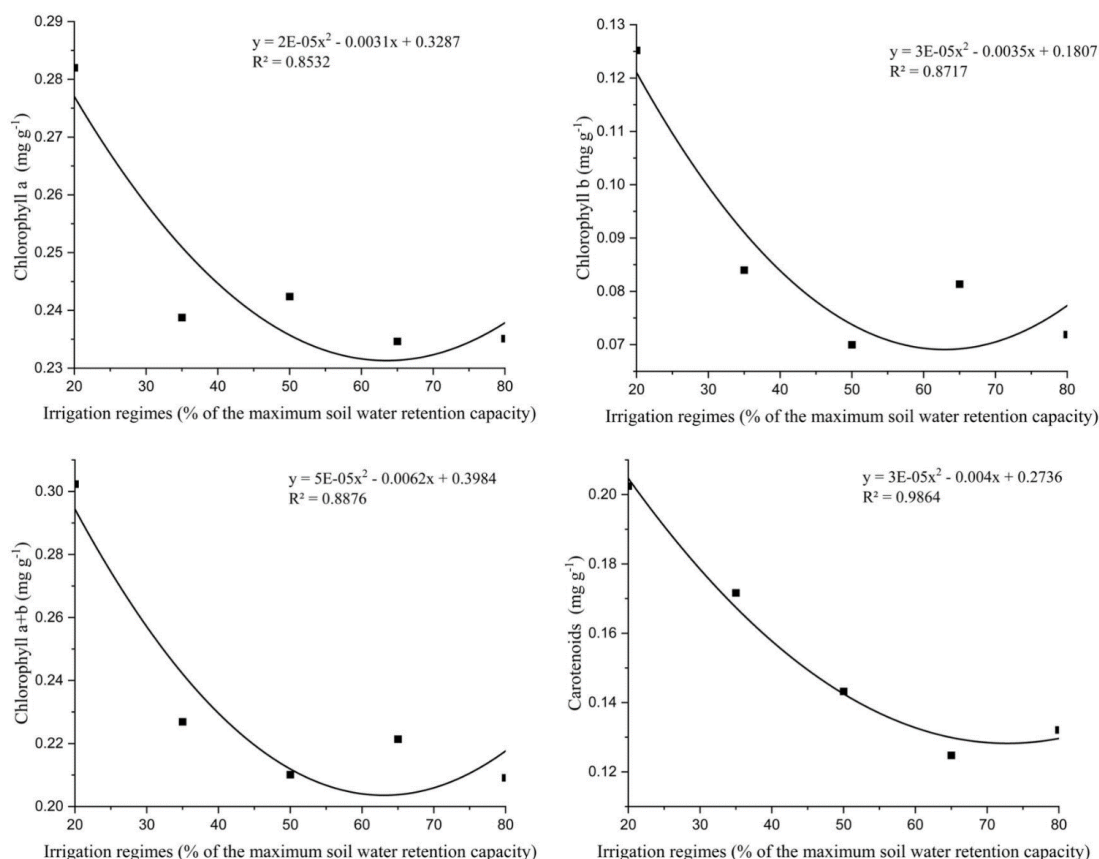 y = 2E-05x² - 0.0031x + 0.3287
R² = 0.8532
Chlorophyll a (mg g⁻¹)
0.29
0.28
0.27
0.26
0.25
0.24
0.23
20 30 40 50 60 70 80
Irrigation regimes (% of the maximum soil water retention capacity)
y = 3E-05x² - 0.0035x + 0.1807
R² = 0.8717
Chlorophyll b (mg g⁻¹)
0.13
0.12
0.11
0.10
0.09
0.08
0.07
20 30 40 50 60 70 80
Irrigation regimes (% of the maximum soil water retention capacity)
y = 5E-05x² - 0.0062x + 0.3984
R² = 0.8876
Chlorophyll a+b (mg g⁻¹)
0.30
0.28
0.26
0.24
0.22
0.20
20 30 40 50 60 70 80
Irrigation regimes (% of the maximum soil water retention capacity)
y = 3E-05x² - 0.004x + 0.2736
R² = 0.9864
Carotenoids (mg g⁻¹)
0.20
0.18
0.16
0.14
0.12
20 30 40 50 60 70 80
Irrigation regimes (% of the maximum soil water retention capacity)